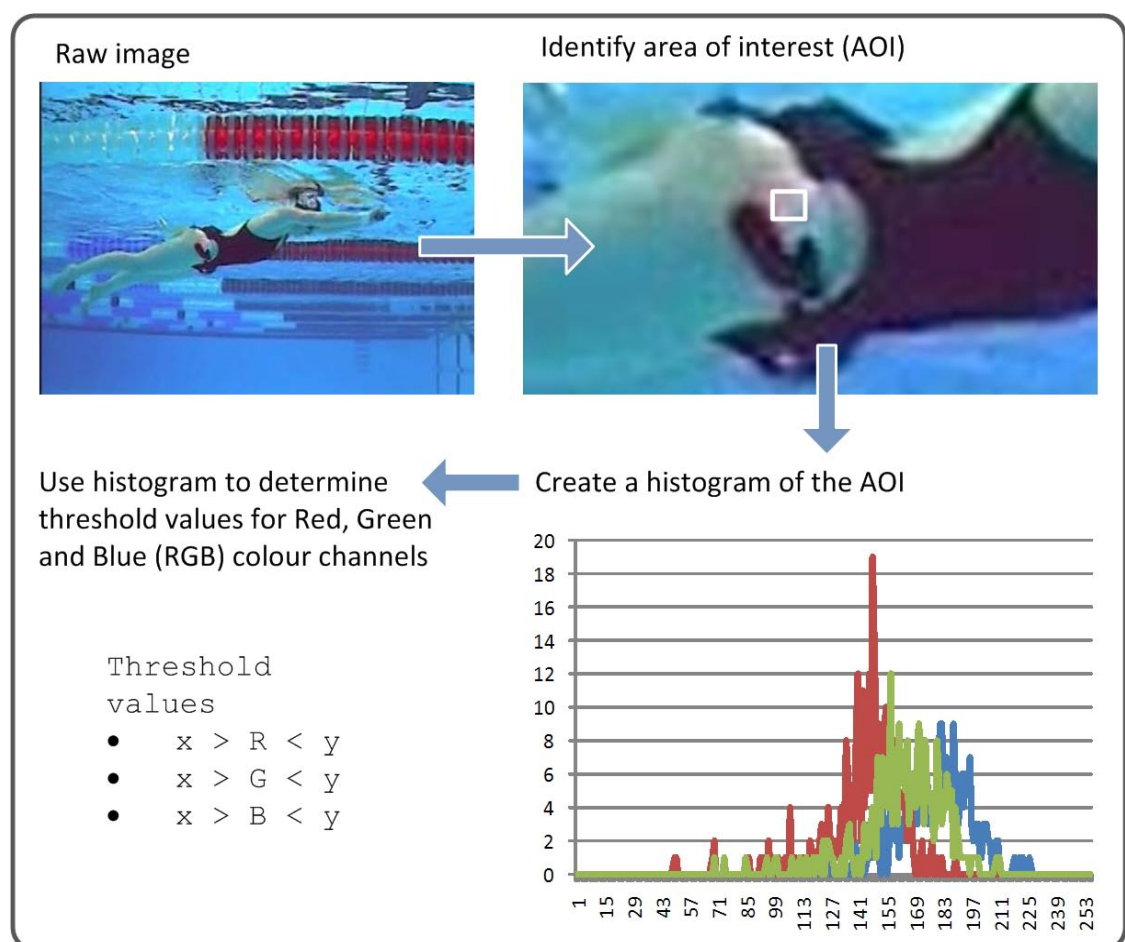 Raw image
Identify area of interest (AOI)
Use histogram to determine
threshold values for Red, Green
and Blue (RGB) colour channels
Create a histogram of the AOI
Threshold
values
• x > R < y
• x > G < y
• x > B < y
20
18
16
14
12
10
8
6
4
2
0
1 15 29 43 57 71 85 99 113 127 141 155 169 183 197 211 225 239 253